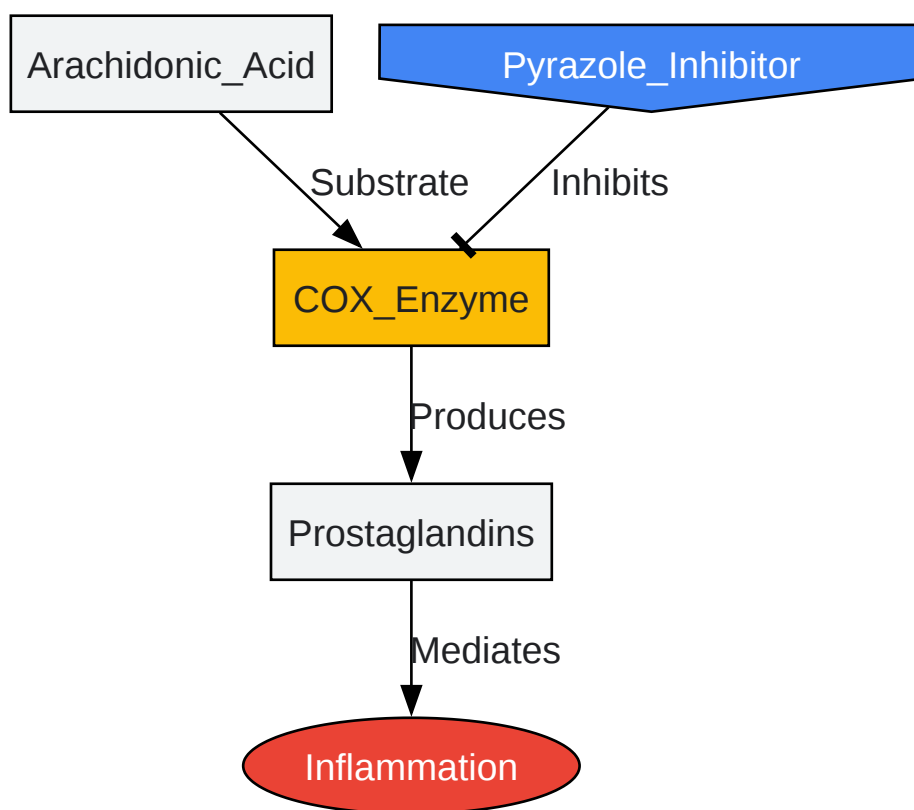 Arachidonic_Acid
Pyrazole_Inhibitor
Substrate
Inhibits
COX_Enzyme
Produces
Prostaglandins
Mediates
Inflammation